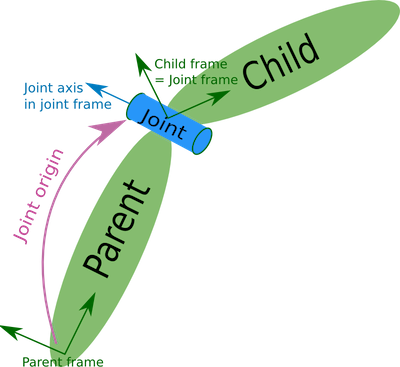 Child frame
= Joint frame
Child
Joint axis
in joint frame
Joint
Joint origin
Parent
Parent frame